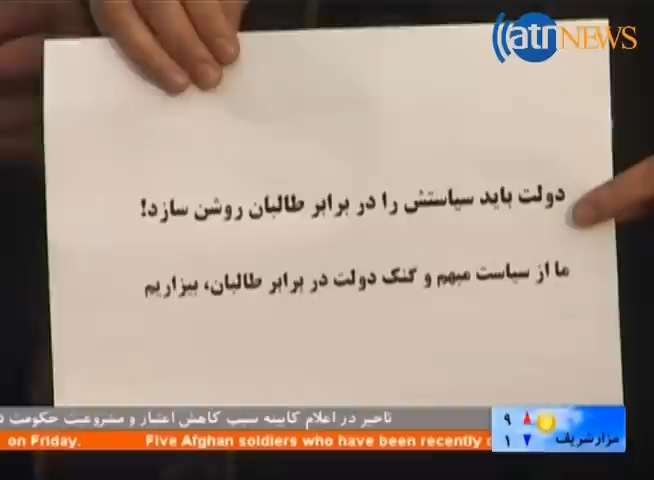 atn NEWS
دولت باید سیاستش را در برابر طالبان روشن سازد!
ما از سیاست مبهم و گنگ دولت در برابر طالبان، بیزاریم
تاخیر در اعلام کابینه سبب کاهش اعتبار و مشروعیت حکومت
۹
۱
مزارشریف
on Friday. Five Afghan soldiers who have been recently